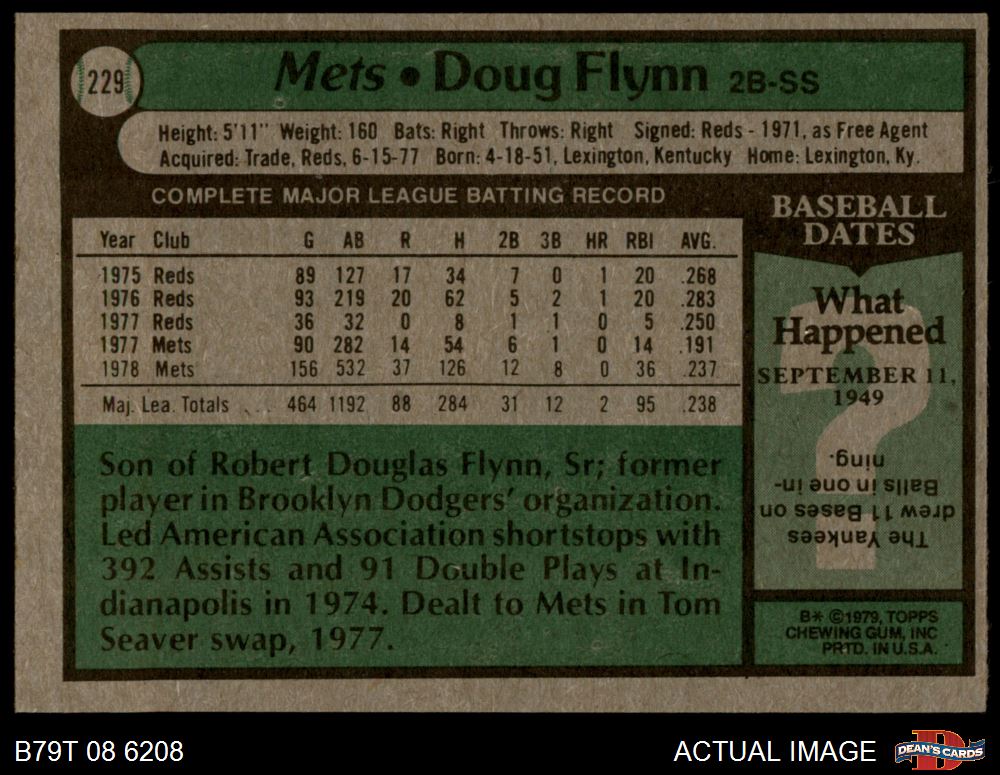 229
Mets • Doug Flynn 2B-SS
Height: 5'11" Weight: 160 Bats: Right Throws: Right Signed: Reds - 1971, as Free Agent
Acquired: Trade, Reds, 6-15-77 Born: 4-18-51, Lexington, Kentucky Home: Lexington, Ky.
COMPLETE MAJOR LEAGUE BATTING RECORD
Year Club G AB R H 2B 3B HR RBI AVG.
1975 Reds 89 127 17 34 7 0 1 20 .268
1976 Reds 93 219 20 62 5 2 1 20 .283
1977 Reds 36 32 0 8 1 1 0 5 .250
1977 Mets 90 282 14 54 6 1 0 14 .191
1978 Mets 156 532 37 126 12 8 0 36 .237
Maj. Lea. Totals ... 464 1192 88 284 31 12 2 95 .238
Son of Robert Douglas Flynn, Sr; former
player in Brooklyn Dodgers' organization.
Led American Association shortstops with
392 Assists and 91 Double Plays at In-
dianapolis in 1974. Dealt to Mets in Tom
Seaver swap, 1977.
BASEBALL
DATES
What
Happened
SEPTEMBER 11,
1949
The Yankees
drew 11 Bases on
Balls in one in-
ning.
B* ©1979, TOPPS
CHEWING GUM, INC
PRTD. IN U.S.A.
B79T 08 6208
ACTUAL IMAGE
DEAN'S CARDS